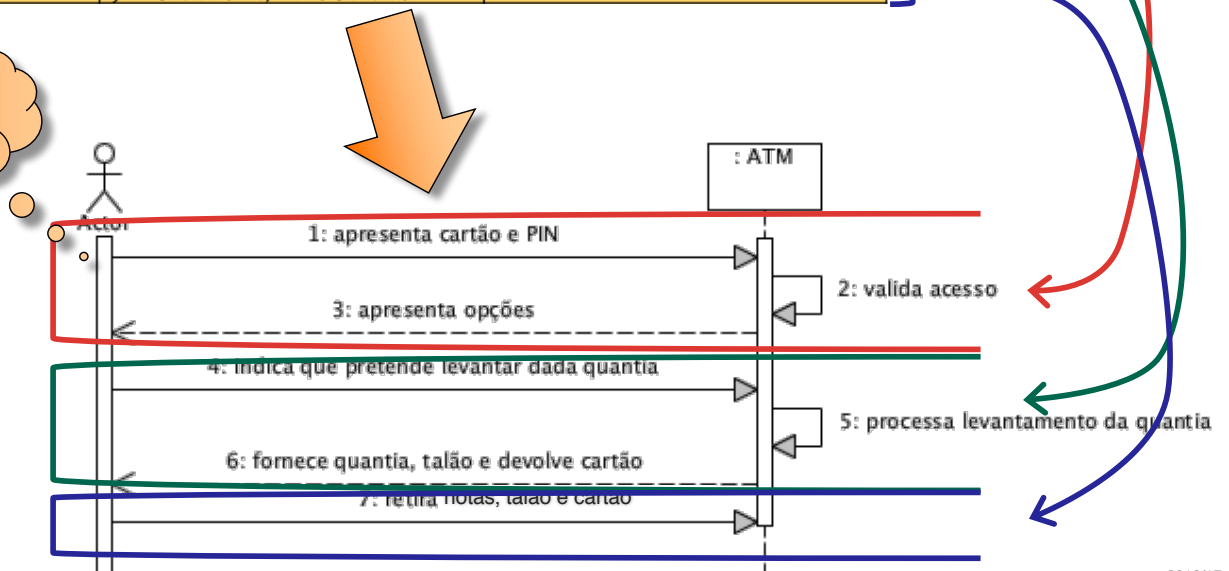 : ATM
Actor
1: apresenta cartão e PIN
2: valida acesso
3: apresenta opções
4: indica que pretende levantar dada quantia
5: processa levantamento da quantia
6: fornece quantia, talão e devolve cartão
7: retira notas, talão e cartão